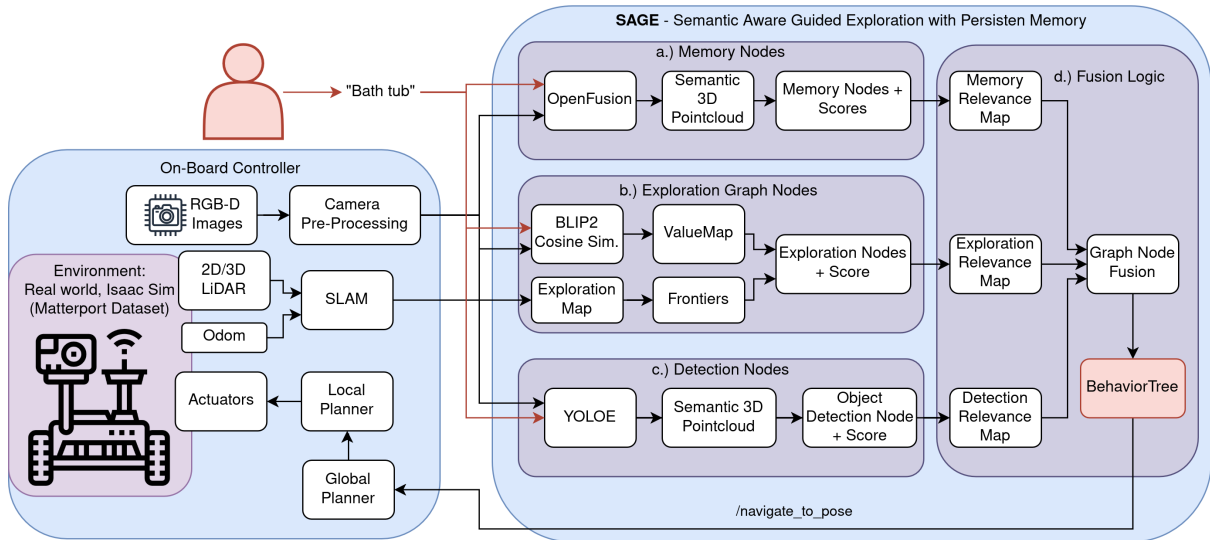 SAGE - Semantic Aware Guided Exploration with Persisten Memory
a.) Memory Nodes
OpenFusion
Semantic
3D
Pointcloud
Memory Nodes +
Scores
d.) Fusion Logic
Memory
Relevance
Map
"Bath tub"
On-Board Controller
RGB-D
Images
Camera
Pre-Processing
b.) Exploration Graph Nodes
BLIP2
Cosine Sim.
ValueMap
Exploration Nodes
+ Score
Exploration
Map
Frontiers
Exploration
Relevance
Map
Graph Node
Fusion
Environment:
Real world, Isaac Sim
(Matterport Dataset)
2D/3D
LiDAR
SLAM
Odom
Actuators
Local
Planner
Global
Planner
c.) Detection Nodes
YOLOE
Semantic 3D
Pointcloud
Object
Detection Node
+ Score
Detection
Relevance
Map
BehaviorTree
/navigate_to_pose